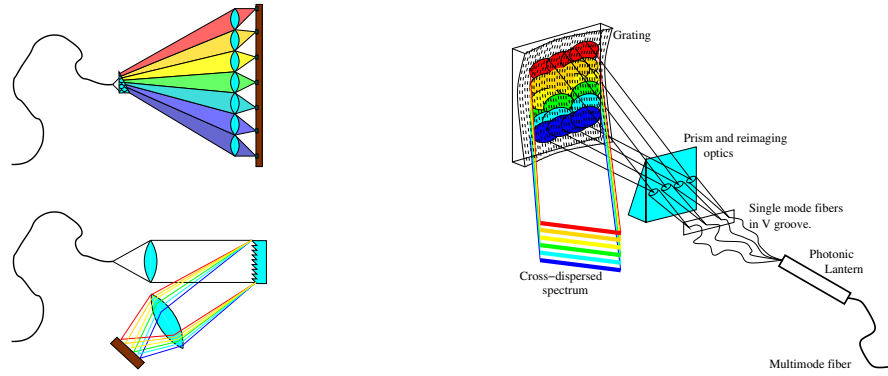 Grating
Prism and reimaging
optics
Single mode fibers
in V groove.
Photonic
Lantern
Cross−dispersed
spectrum
Multimode fiber